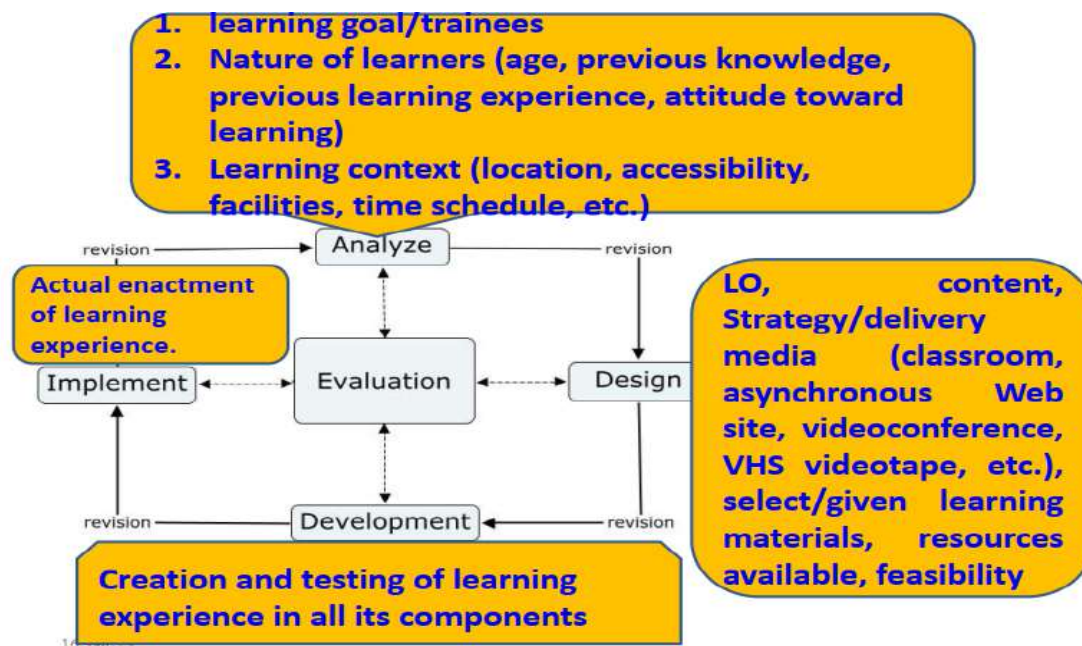 1. learning goal/trainees
2. Nature of learners (age, previous knowledge,
previous learning experience, attitude toward
learning)
3. Learning context (location, accessibility,
facilities, time schedule, etc.)
revision
Analyze
revision
Actual enactment
of learning
experience.
LO, content,
Strategy/delivery
media (classroom,
asynchronous Web
site, videoconference,
VHS videotape, etc.),
select/given learning
materials, resources
available, feasibility
Implement
Evaluation
Design
revision
Development
revision
Creation and testing of learning
experience in all its components